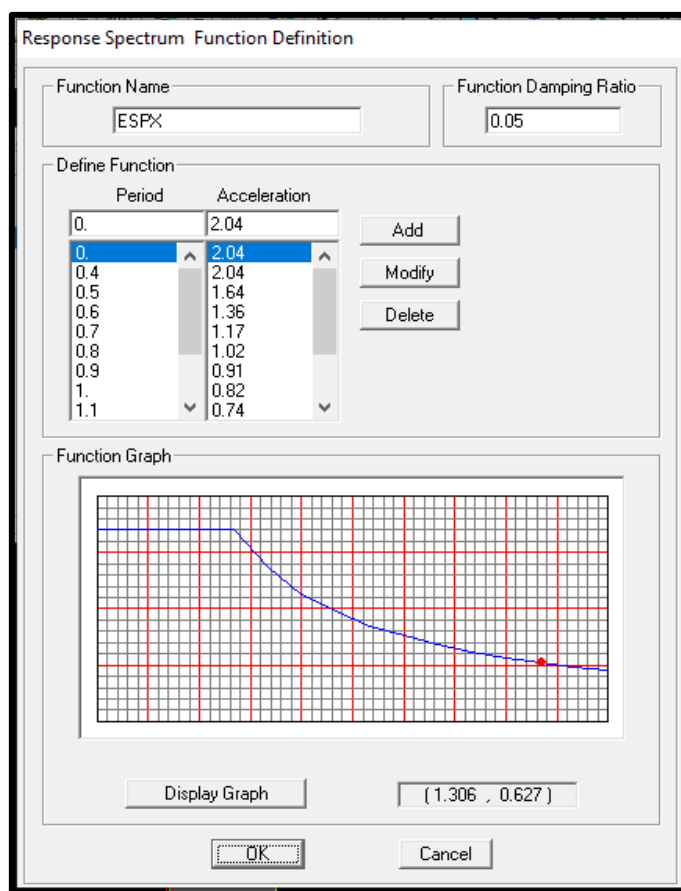 Response Spectrum Function Definition
Function Name
ESPX
Function Damping Ratio
0.05
Define Function
Period Acceleration
0. 2.04
0. 2.04
0.4 2.04
0.5 1.64
0.6 1.36
0.7 1.17
0.8 1.02
0.9 0.91
1. 0.82
1.1 0.74
Add
Modify
Delete
Function Graph
Display Graph
( 1.306 , 0.627 )
OK
Cancel